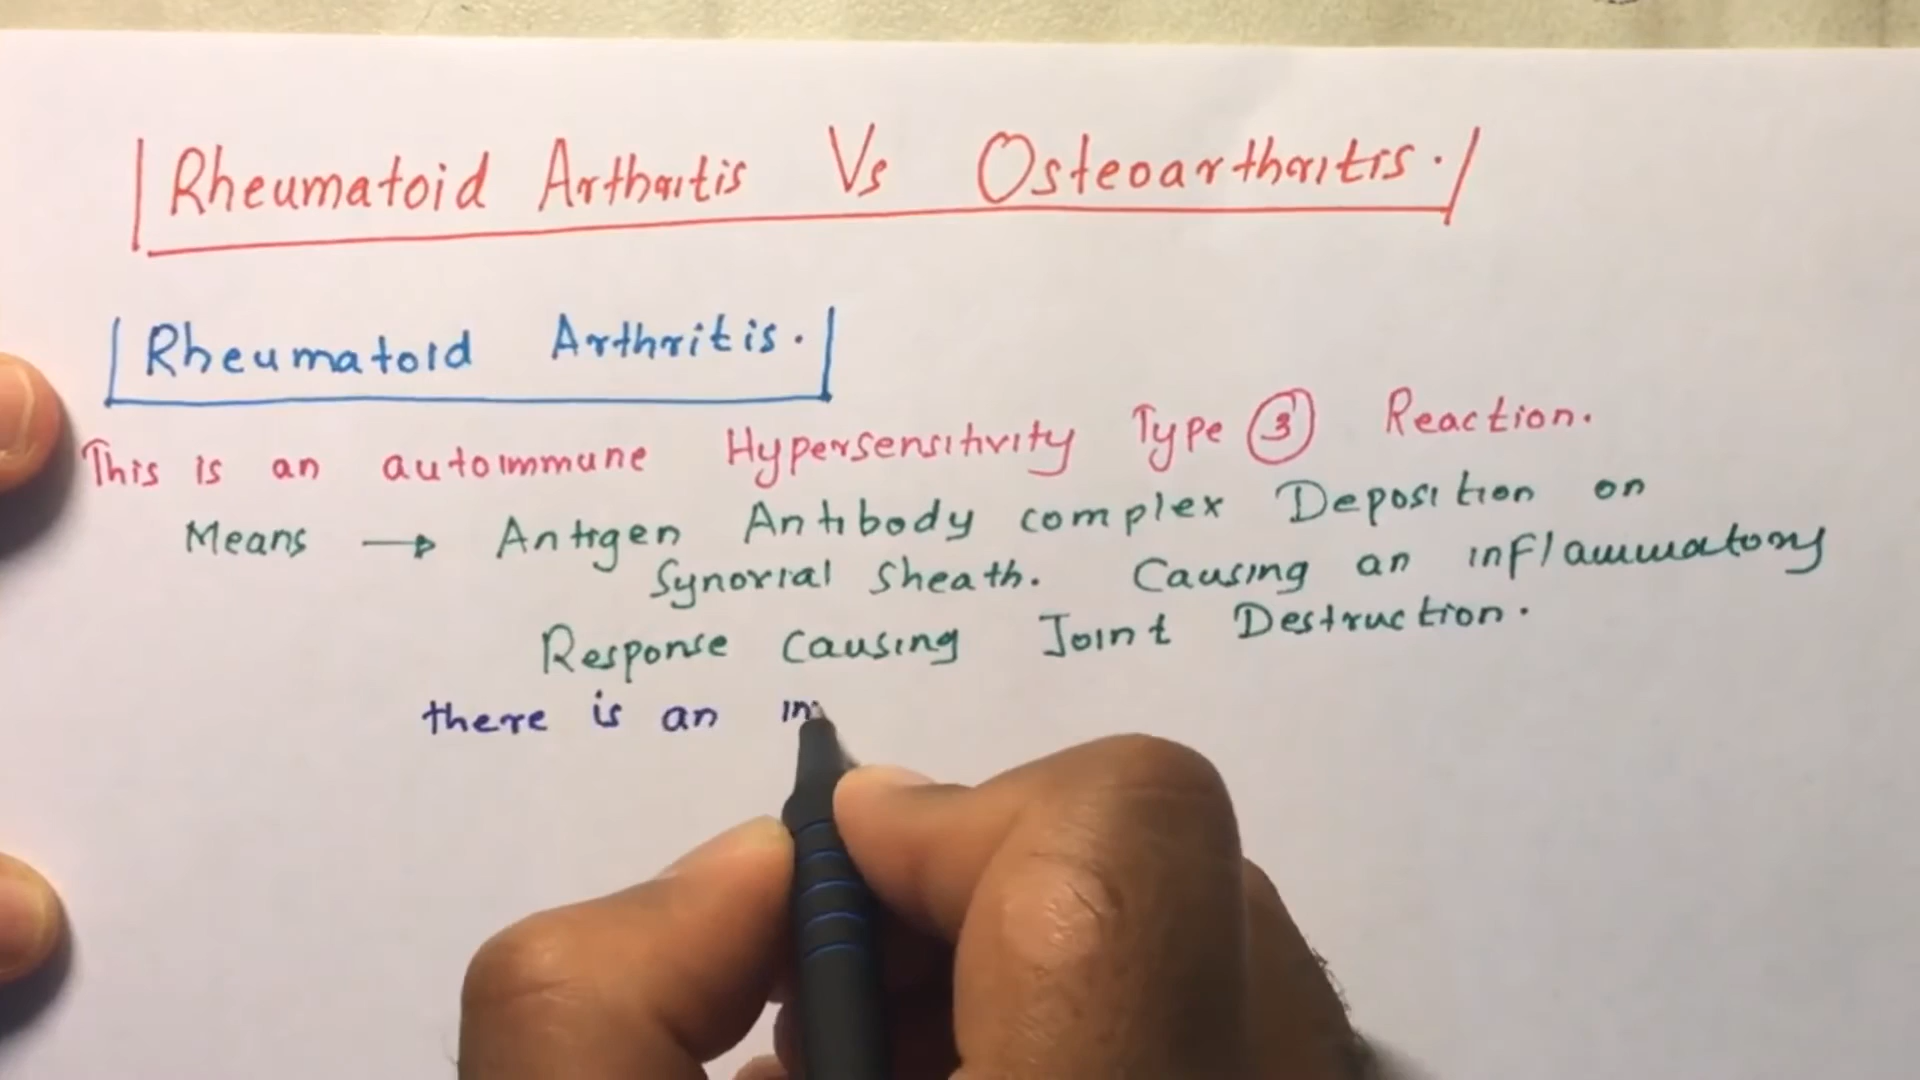 Rheumatoid Arthritis Vs Osteoarthritis.
Rheumatoid Arthritis.
This is an autoimmune Hypersensitivity Type 3 Reaction.
Means → Antigen Antibody complex Deposition on
Synovial Sheath. Causing an inflammatory
Response causing Joint Destruction.
there is an in